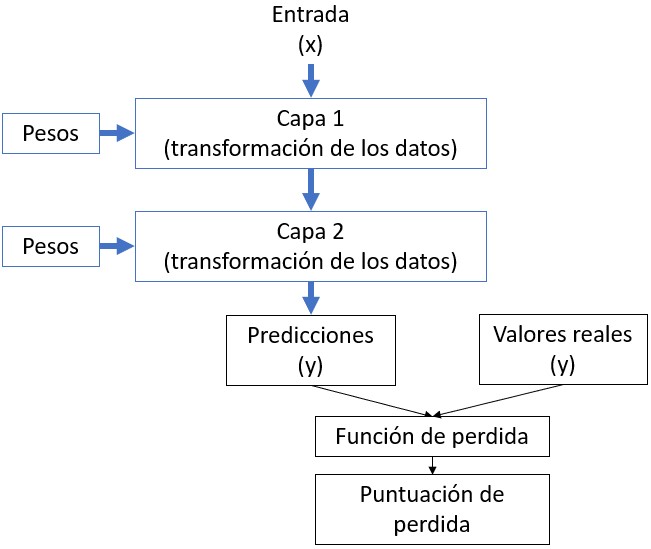 Entrada
(x)
Capa 1
(transformación de los datos)
Pesos
Capa 2
(transformación de los datos)
Pesos
Predicciones
(y)
Valores reales
(y)
Función de perdida
Puntuación de
perdida